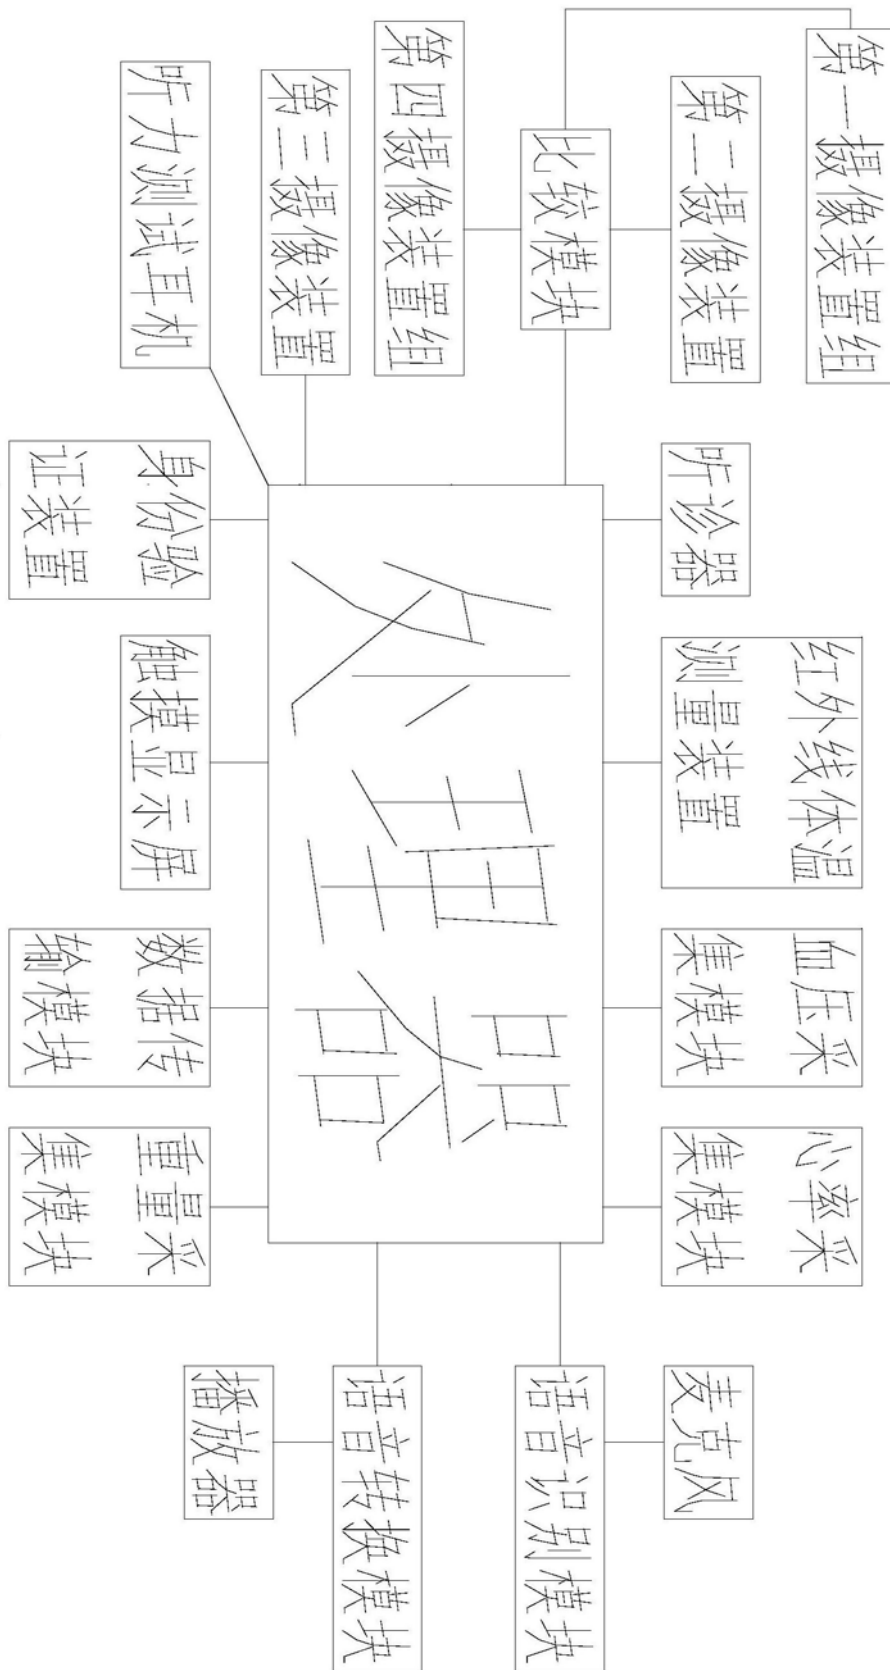 第一摄像装置组
第二摄像装置
听诊器
红外线体温
测量装置
血压采
集模块
心率采
集模块
麦克风
比较模块
语音识别模块
第四摄像装置组
处理器
语音转换模块
第三摄像装置
播放器
听力测试耳机
身份验
证装置
触摸显示屏
数据传
输模块
重量采
集模块